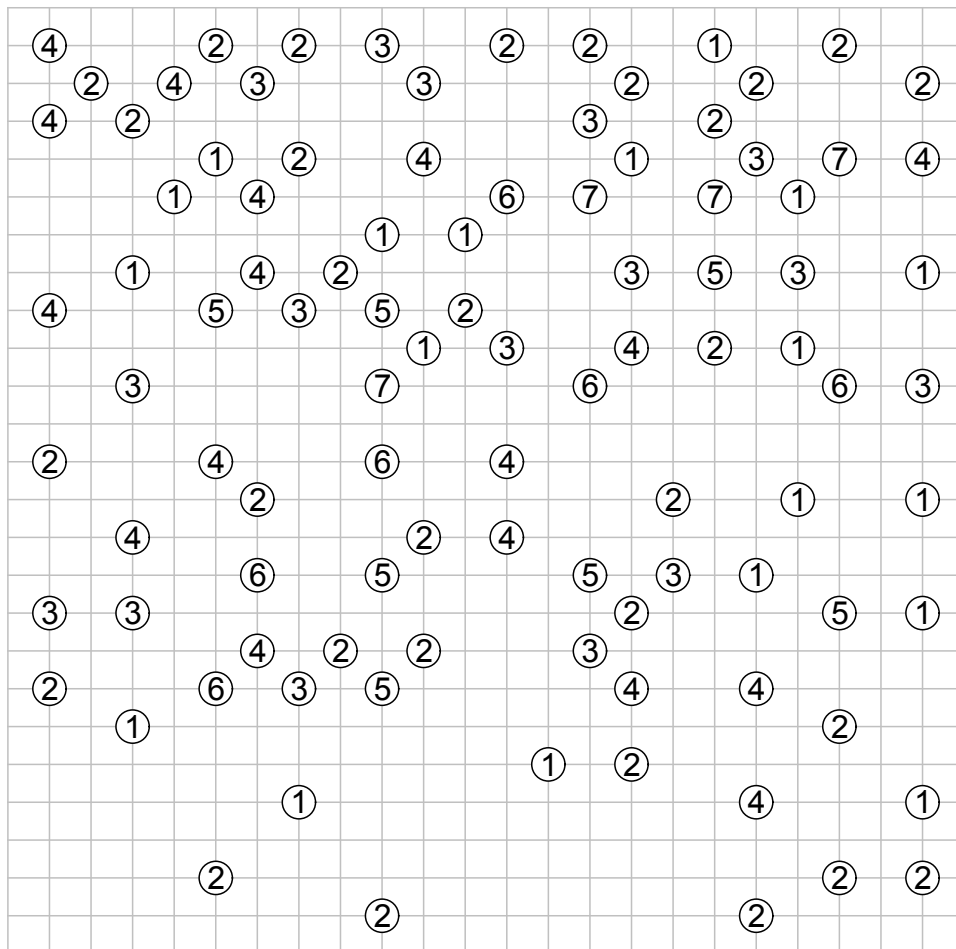 4 2 2 3 2 2 1 2
2 4 3 3 2 2 2
4 2 3 2
1 2 4 1 3 7 4
1 4 6 7 7 1
1 1
1 4 2 3 5 3 1
4 5 3 5 2
1 3 4 2 1
3 7 6 6 3
2 4 6 4
2 2 1 1
4 2 4
6 5 5 3 1
3 3 2 5 1
4 2 2 3
2 6 3 5 4 4
1 2
1 2
1 4 1
2 2 2
2 2